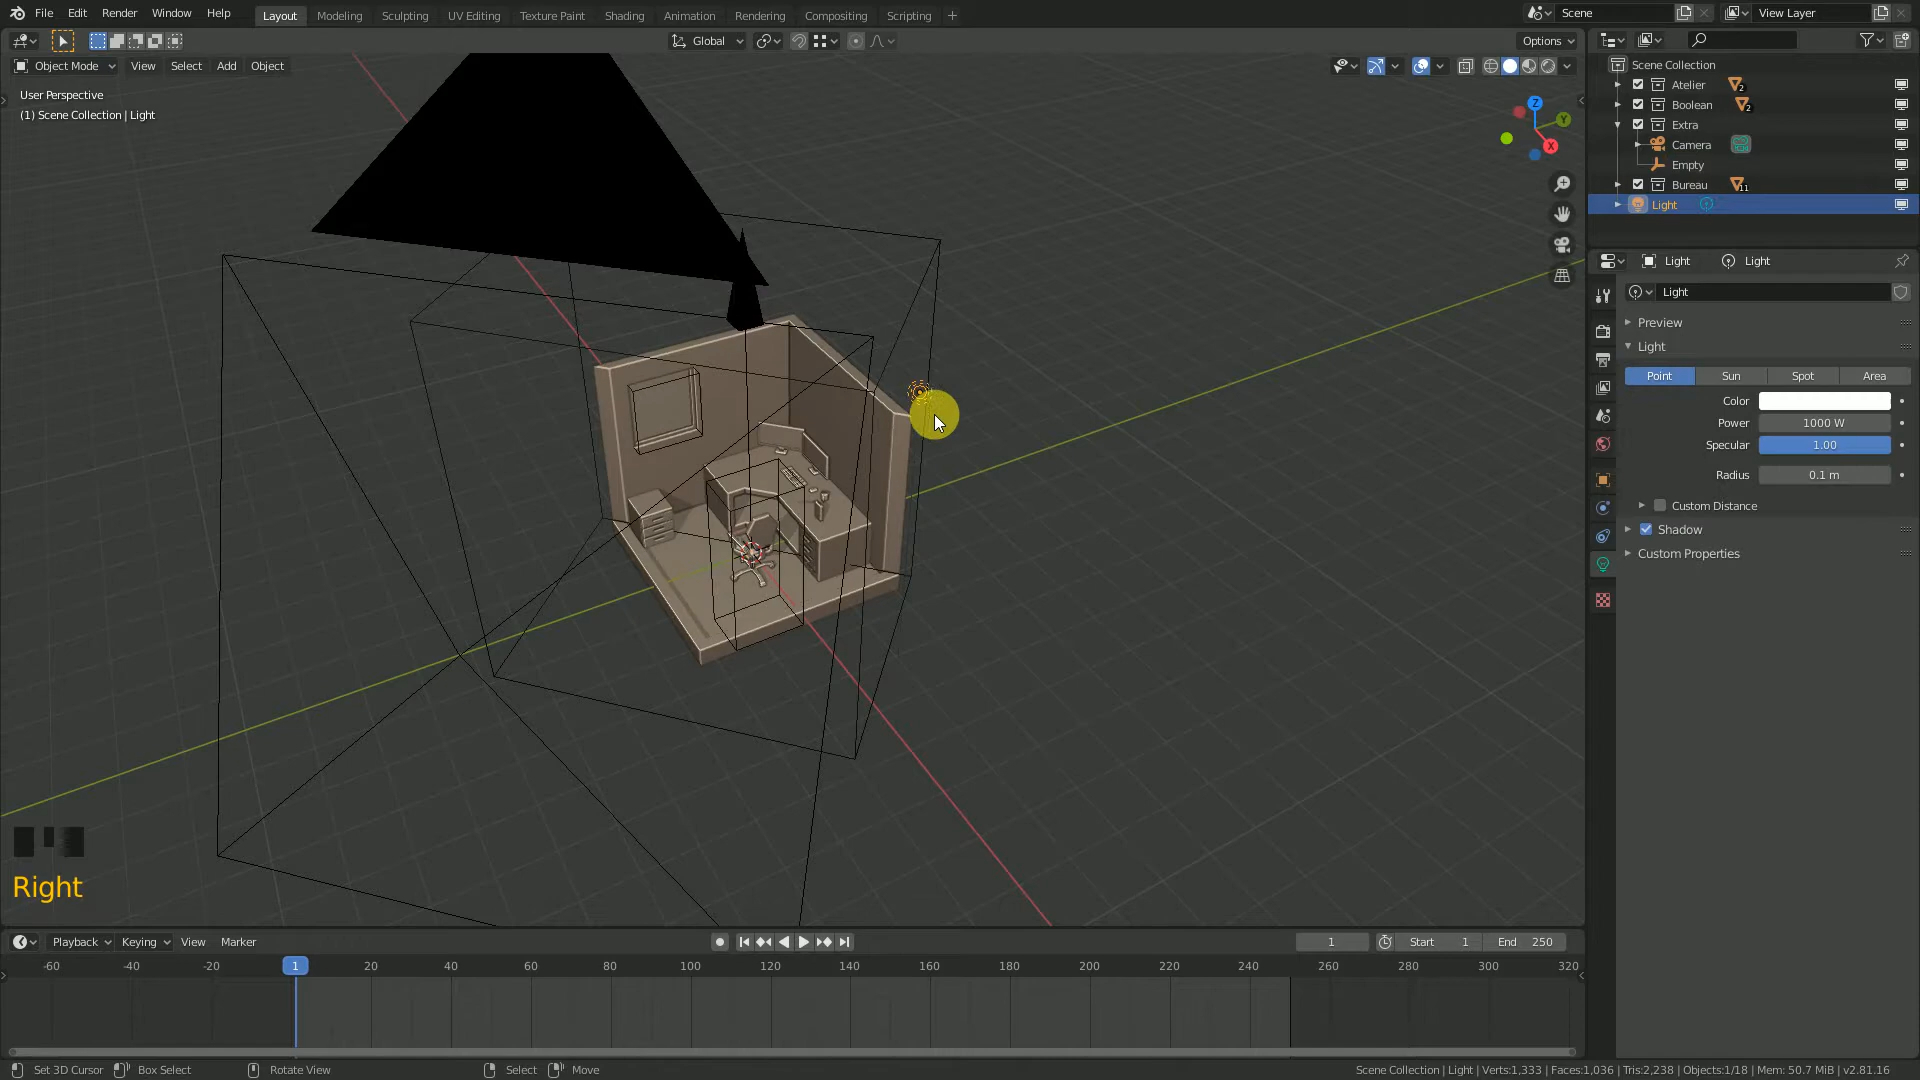 File Edit Render Window Help Layout Modeling Sculpting UV Editing Texture Paint Shading Animation Rendering Compositing Scripting + Scene View Layer
Global Options
Object Mode View Select Add Object
User Perspective
(1) Scene Collection | Light
Z
Y
X
Scene Collection
Atelier 2
Boolean 2
Extra
Camera
Empty
Bureau 11
Light
Light Light
Light
Preview
Light
Point Sun Spot Area
Color
Power 1000 W
Specular 1.00
Radius 0.1 m
Custom Distance
Shadow
Custom Properties
Right
Playback Keying View Marker 1 Start 1 End 250
-60 -40 -20 1 20 40 60 80 100 120 140 160 180 200 220 240 260 280 300 320
Set 3D Cursor Box Select Rotate View Select Move Scene Collection | Light | Verts:1,333 | Faces:1,036 | Tris:2,238 | Objects:1/18 | Mem: 50.7 MiB | v2.81.16